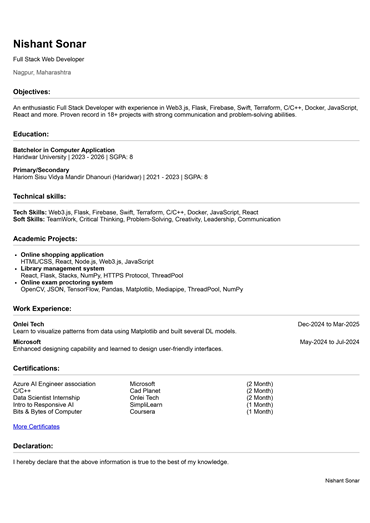 Nishant Sonar
Full Stack Web Developer
Nagpur, Maharashtra
Objectives:
An enthusiastic Full Stack Developer with experience in Web3.js, Flask, Firebase, Swift, Terraform, C/C++, Docker, JavaScript,
React and more. Proven record in 18+ projects with strong communication and problem-solving abilities.
Education:
Batchelor in Computer Application
Haridwar University | 2023 - 2026 | SGPA: 8
Primary/Secondary
Hariom Sisu Vidya Mandir Dhanouri (Haridwar) | 2021 - 2023 | SGPA: 8
Technical skills:
Tech Skills: Web3.js, Flask, Firebase, Swift, Terraform, C/C++, Docker, JavaScript, React
Soft Skills: TeamWork, Critical Thinking, Problem-Solving, Creativity, Leadership, Communication
Academic Projects:
• Online shopping application
HTML/CSS, React, Node.js, Web3.js, JavaScript
• Library management system
React, Flask, Stacks, NumPy, HTTPS Protocol, ThreadPool
• Online exam proctoring system
OpenCV, JSON, TensorFlow, Pandas, Matplotlib, Mediapipe, ThreadPool, NumPy
Work Experience:
Onlei Tech Dec-2024 to Mar-2025
Learn to visualize patterns from data using Matplotlib and built several DL models.
Microsoft May-2024 to Jul-2024
Enhanced designing capability and learned to design user-friendly interfaces.
Certifications:
Azure AI Engineer association Microsoft (2 Month)
C/C++ Cad Planet (2 Month)
Data Scientist Internship Onlei Tech (2 Month)
Intro to Responsive AI SimpliLearn (1 Month)
Bits & Bytes of Computer Coursera (1 Month)
More Certificates
Declaration:
I hereby declare that the above information is true to the best of my knowledge.
Nishant Sonar